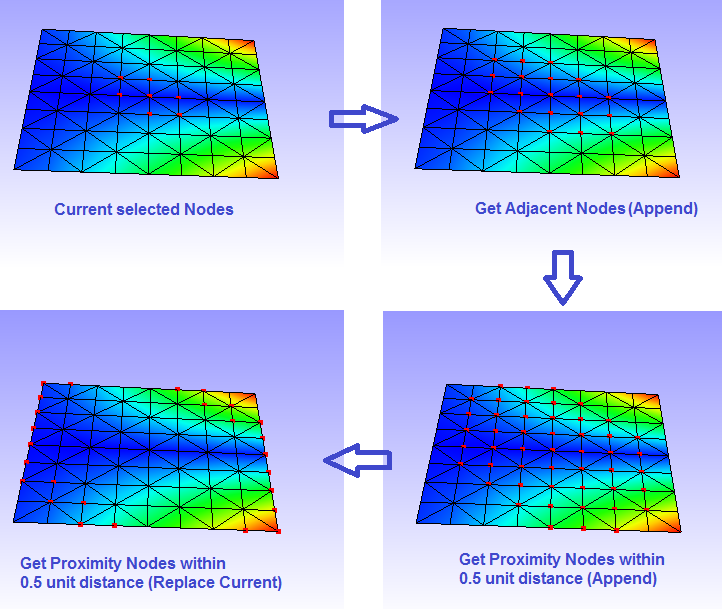 Current selected Nodes
Get Adjacent Nodes (Append)
Get Proximity Nodes within
0.5 unit distance (Append)
Get Proximity Nodes within
0.5 unit distance (Replace Current)